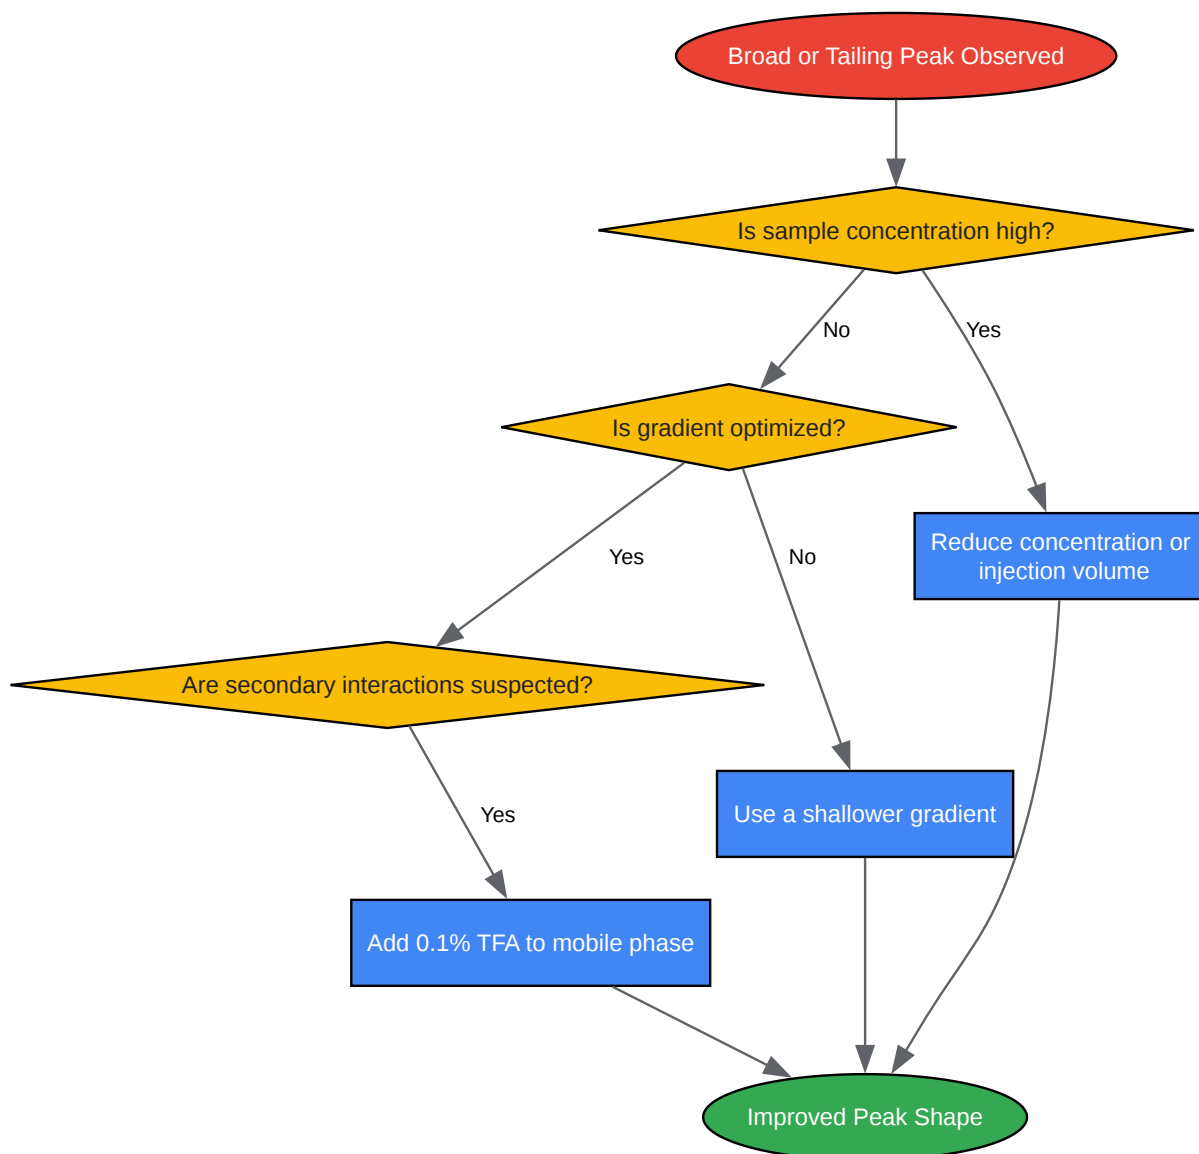 Broad or Tailing Peak Observed
Is sample concentration high?
No
Yes
Is gradient optimized?
Yes
No
Reduce concentration or
injection volume
Are secondary interactions suspected?
Yes
Use a shallower gradient
Add 0.1% TFA to mobile phase
Improved Peak Shape